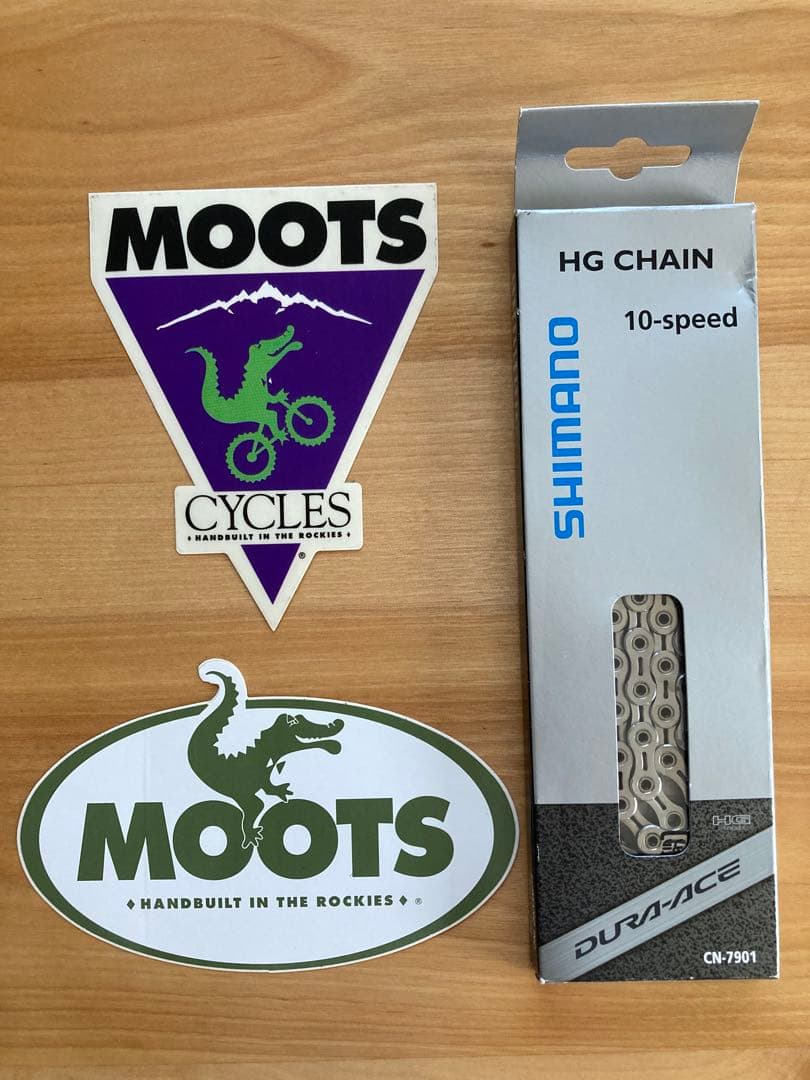 MOOTS
CYCLES
♦ HANDBUILT IN THE ROCKIES ♦
®
MOOTS
♦ HANDBUILT IN THE ROCKIES ♦ ®
HG CHAIN
10-speed
SHIMANO
HG
DURA-ACE
CN-7901